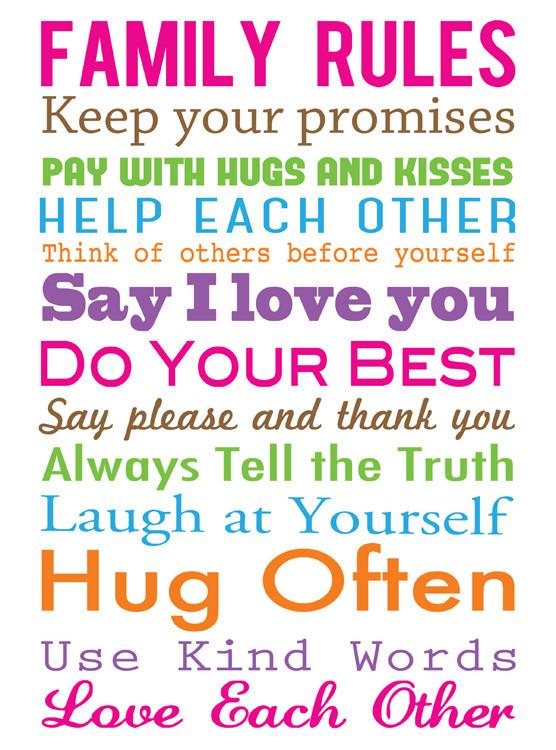 FAMILY RULES
Keep your promises
PAY WITH HUGS AND KISSES
HELP EACH OTHER
Think of others before yourself
Say I love you
DO YOUR BEST
Say please and thank you
Always Tell the Truth
Laugh at Yourself
Hug Often
Use Kind Words
Love Each Other